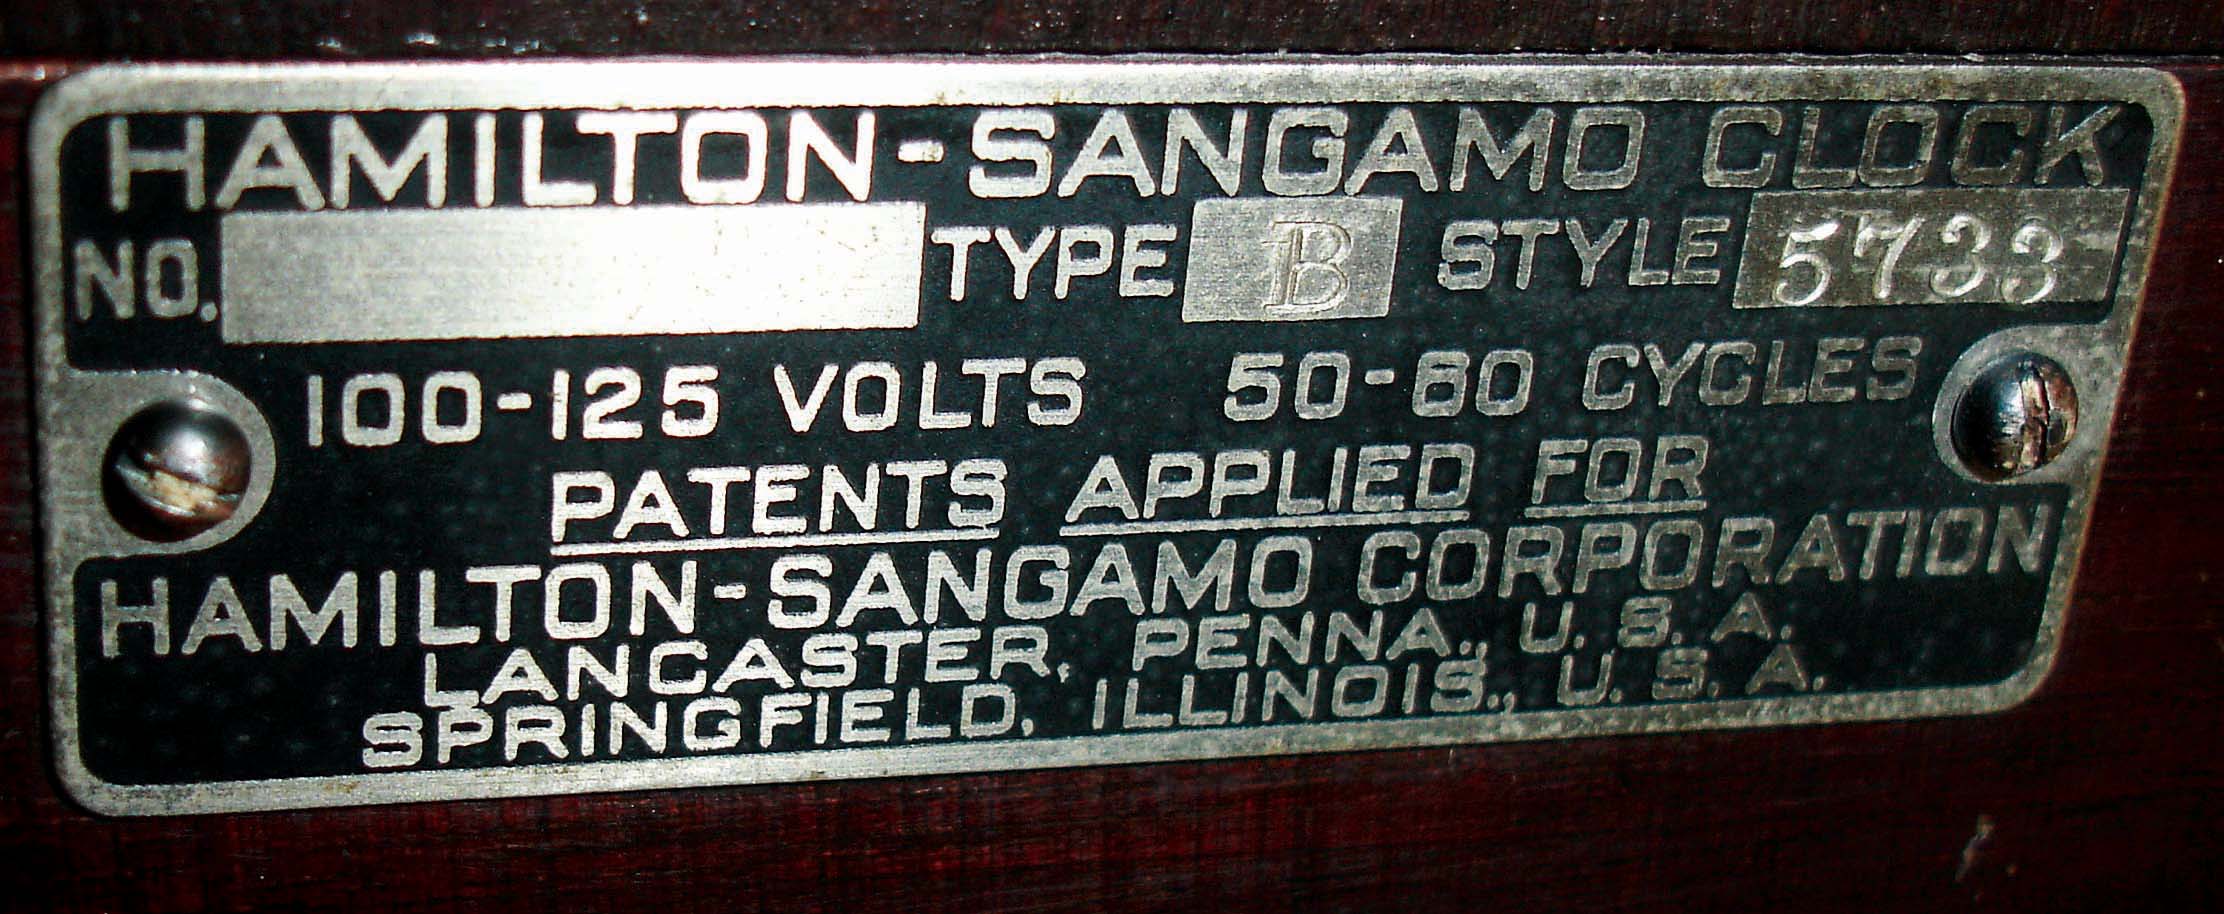 HAMILTON-SANGAMO CLOCK
NO. TYPE B STYLE 5733
100-125 VOLTS 50-60 CYCLES
PATENTS APPLIED FOR
HAMILTON-SANGAMO CORPORATION
LANCASTER, PENNA., U. S. A.
SPRINGFIELD, ILLINOIS., U. S. A.